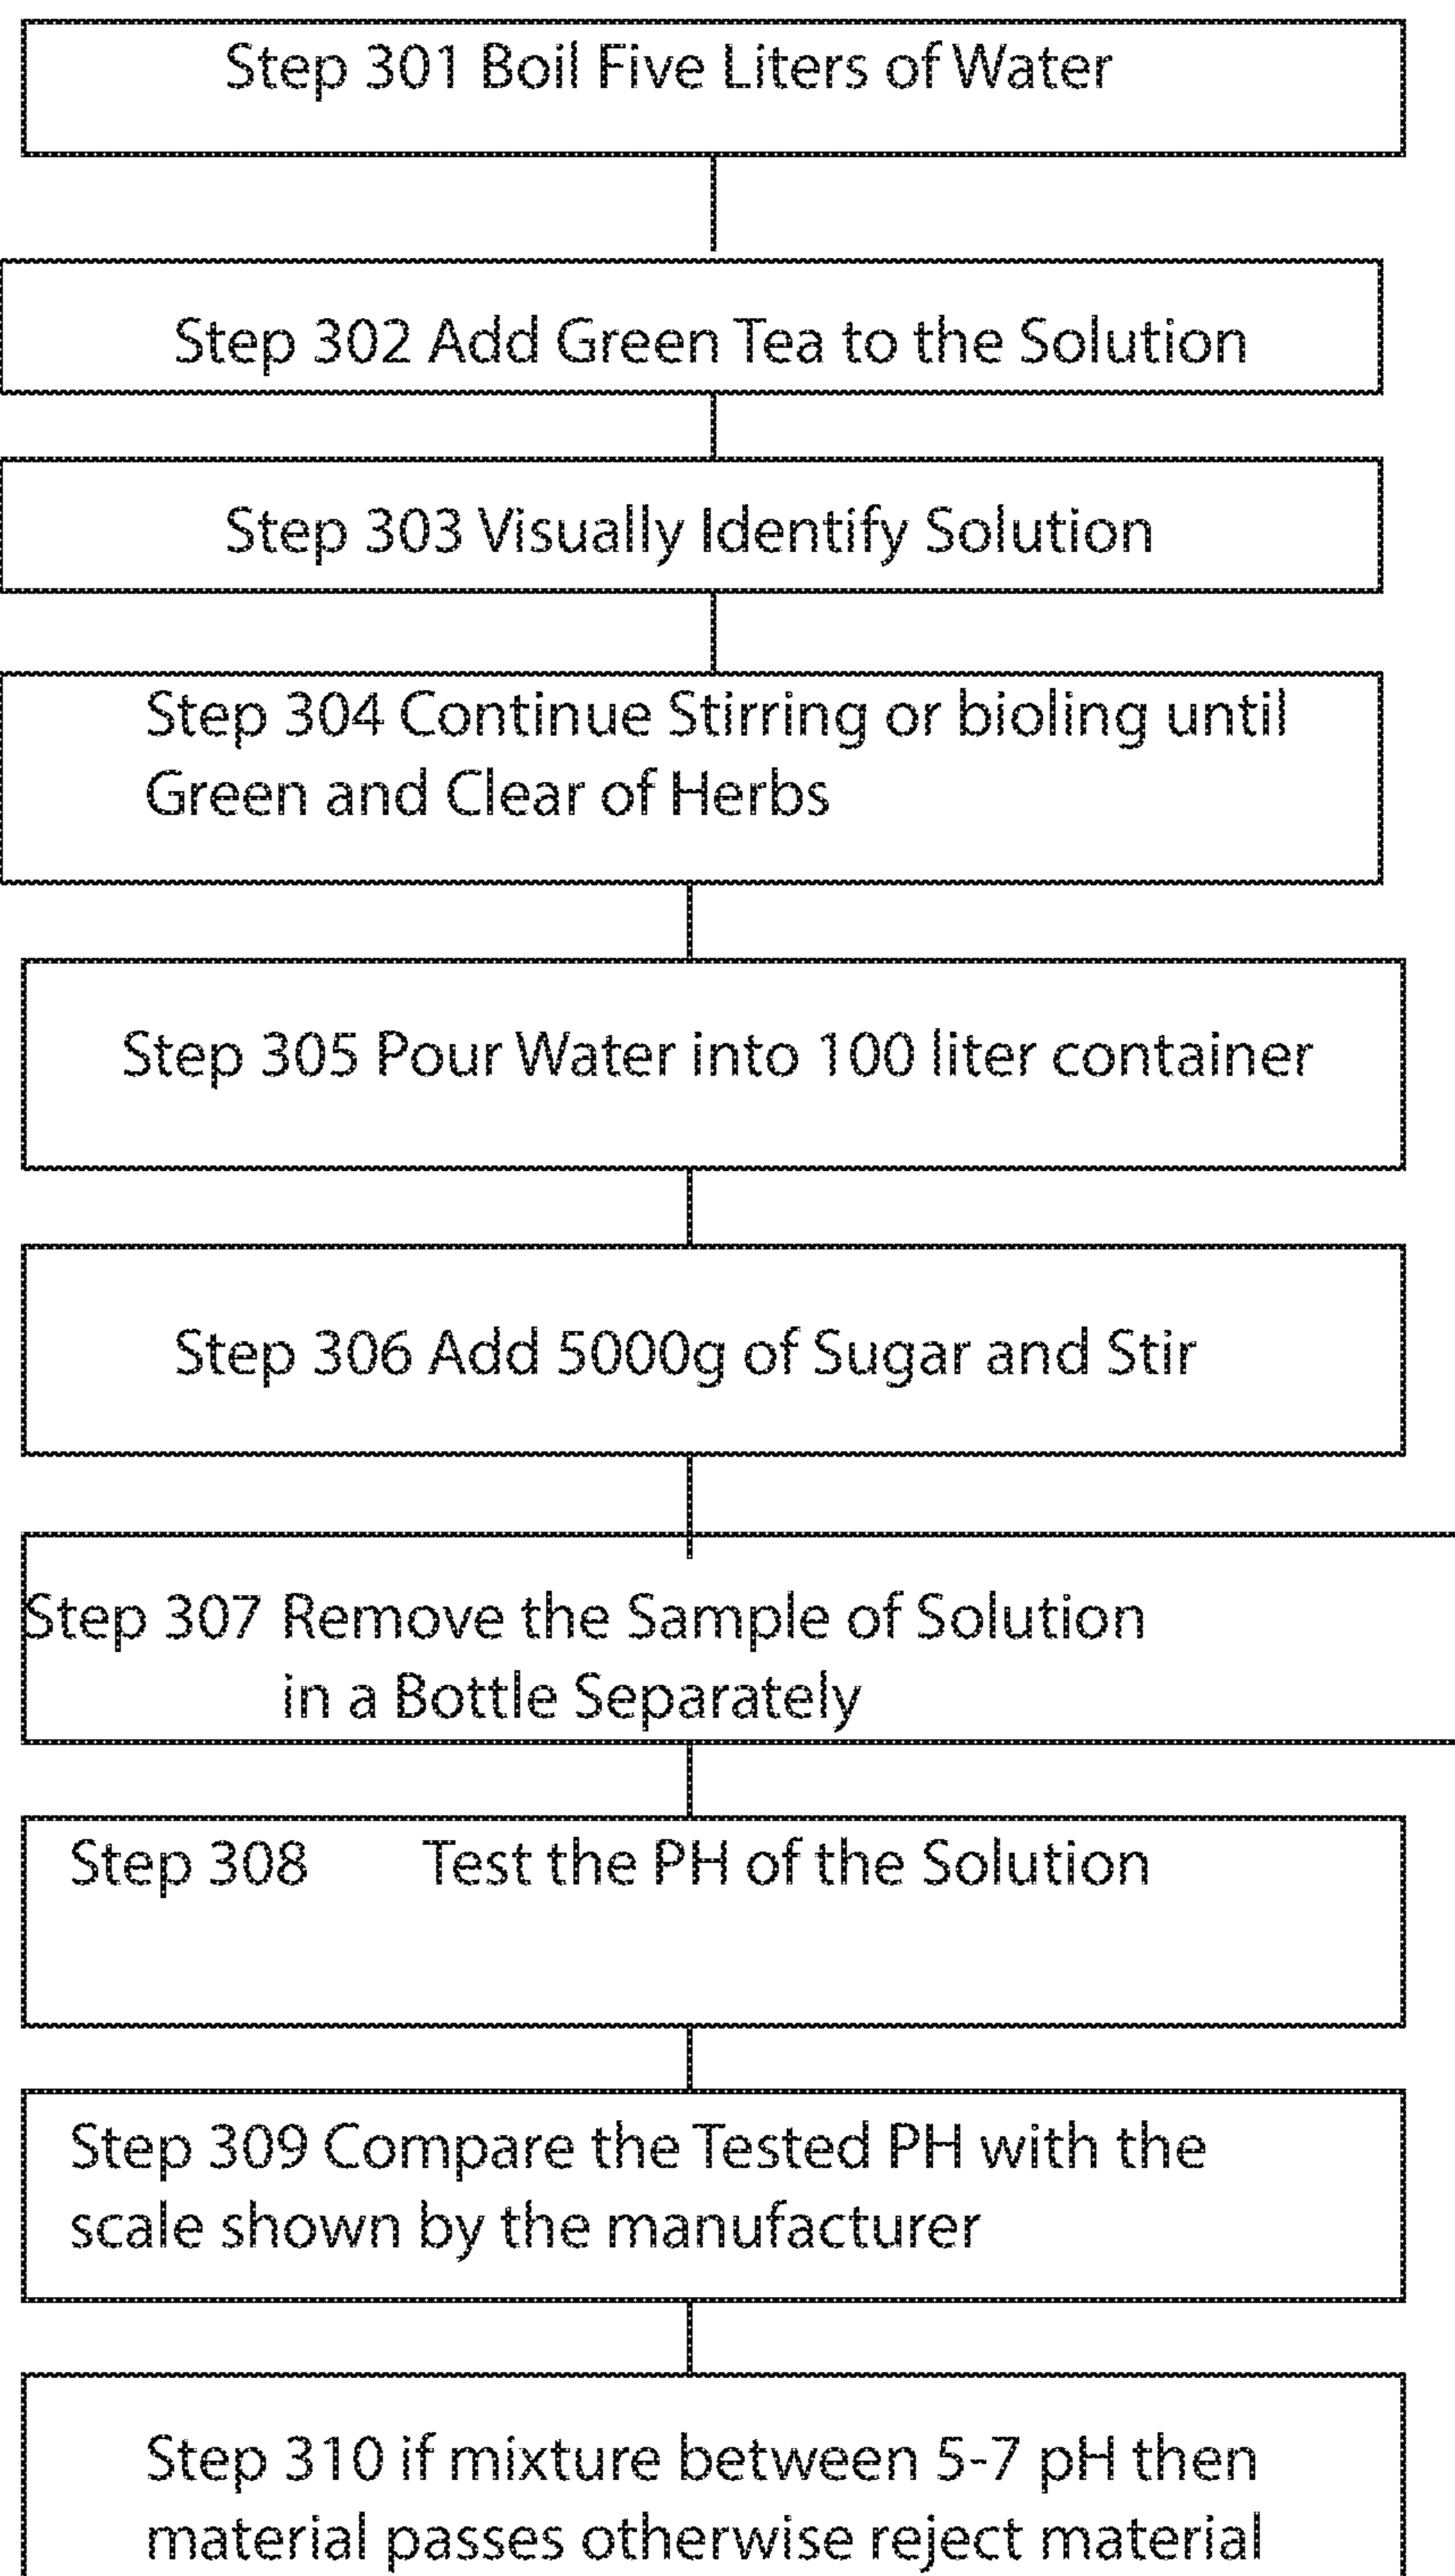 Step 301 Boil Five Liters of Water
Step 302 Add Green Tea to the Solution
Step 303 Visually Identify Solution
Step 304 Continue Stirring or bioling until
Green and Clear of Herbs
Step 305 Pour Water into 100 liter container
Step 306 Add 5000g of Sugar and Stir
Step 307 Remove the Sample of Solution
in a Bottle Separately
Step 308 Test the PH of the Solution
Step 309 Compare the Tested PH with the
scale shown by the manufacturer
Step 310 if mixture between 5-7 pH then
material passes otherwise reject material